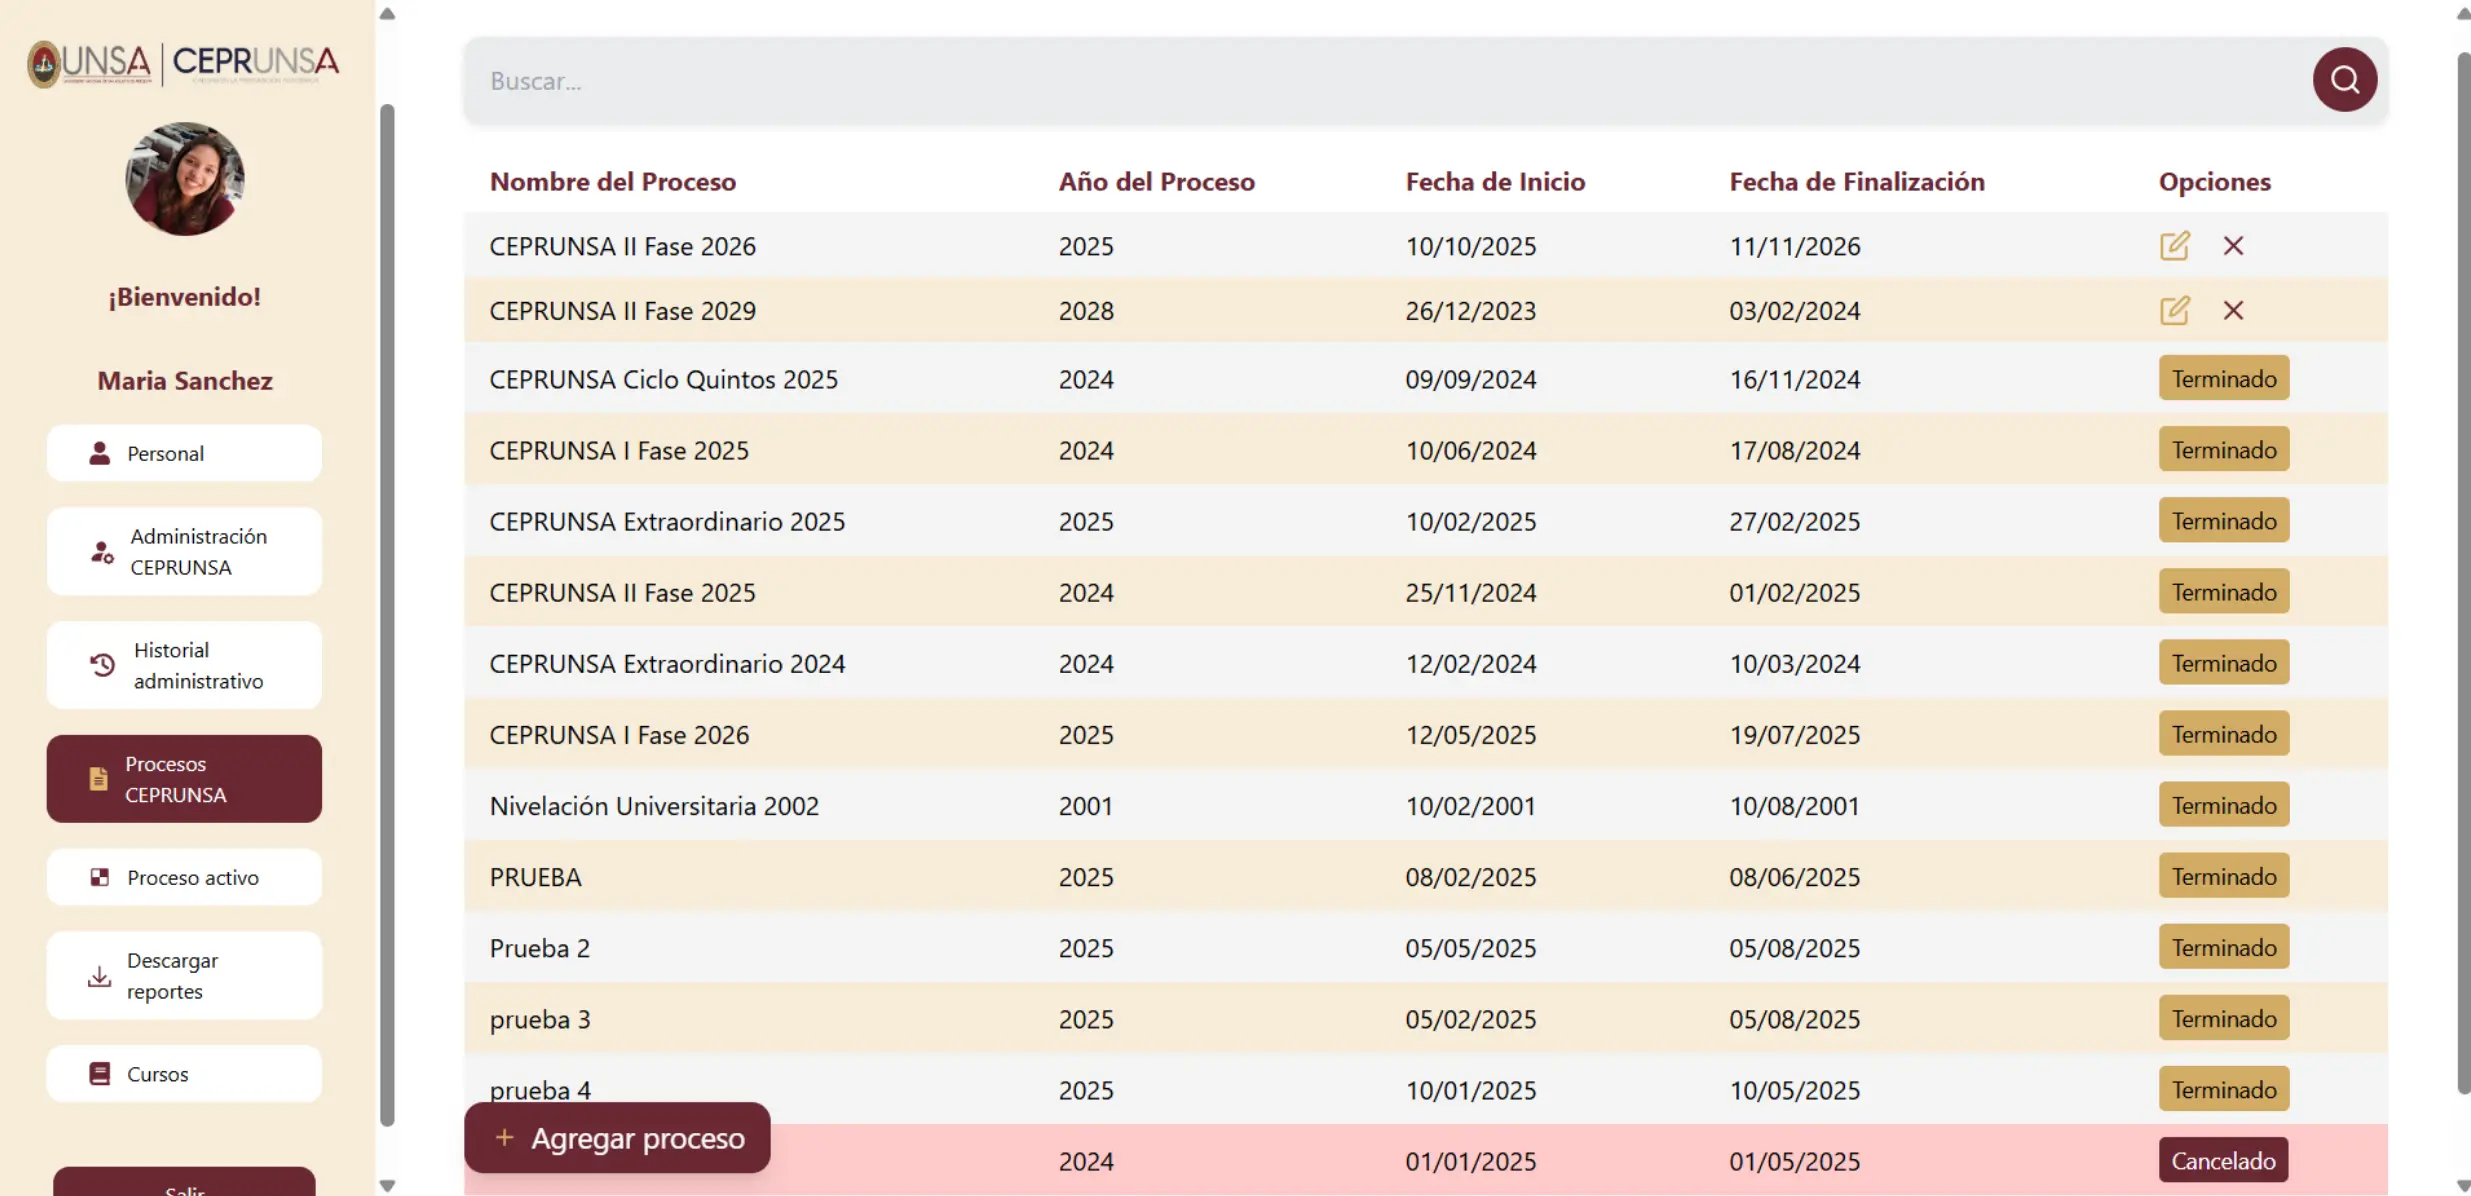 UNSA | CEPRUNSA
¡Bienvenido!
Maria Sanchez
Personal
Administración
CEPRUNSA
Historial
administrativo
Procesos
CEPRUNSA
Proceso activo
Descargar
reportes
Cursos
Salir
Buscar...
Nombre del Proceso Año del Proceso Fecha de Inicio Fecha de Finalización Opciones
CEPRUNSA II Fase 2026 2025 10/10/2025 11/11/2026
CEPRUNSA II Fase 2029 2028 26/12/2023 03/02/2024
CEPRUNSA Ciclo Quintos 2025 2024 09/09/2024 16/11/2024 Terminado
CEPRUNSA I Fase 2025 2024 10/06/2024 17/08/2024 Terminado
CEPRUNSA Extraordinario 2025 2025 10/02/2025 27/02/2025 Terminado
CEPRUNSA II Fase 2025 2024 25/11/2024 01/02/2025 Terminado
CEPRUNSA Extraordinario 2024 2024 12/02/2024 10/03/2024 Terminado
CEPRUNSA I Fase 2026 2025 12/05/2025 19/07/2025 Terminado
Nivelación Universitaria 2002 2001 10/02/2001 10/08/2001 Terminado
PRUEBA 2025 08/02/2025 08/06/2025 Terminado
Prueba 2 2025 05/05/2025 05/08/2025 Terminado
prueba 3 2025 05/02/2025 05/08/2025 Terminado
prueba 4 2025 10/01/2025 10/05/2025 Terminado
+ Agregar proceso
2024 01/01/2025 01/05/2025 Cancelado